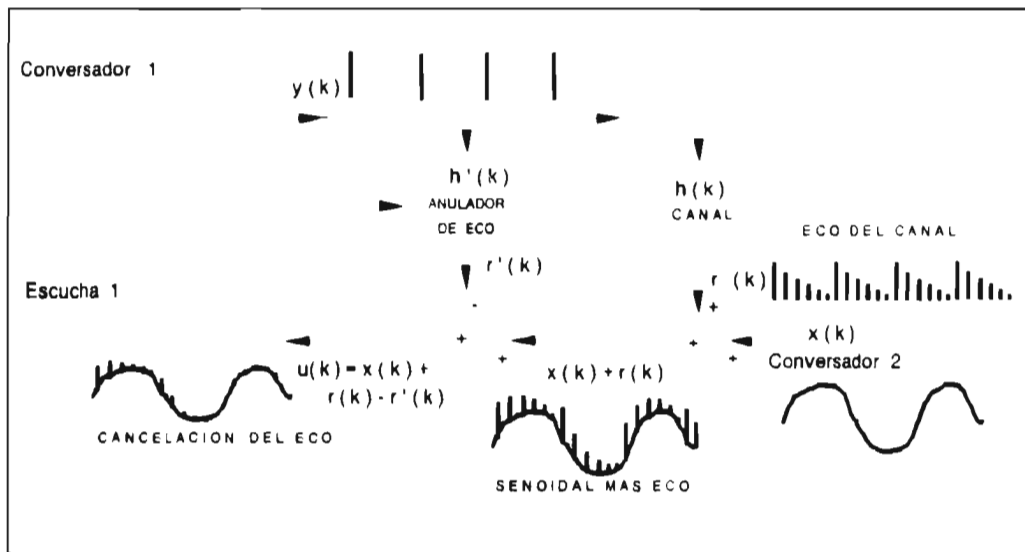 Conversador 1
y(k)
h'(k)
ANULADOR
DE ECO
h(k)
CANAL
ECO DEL CANAL
r'(k)
r (k)
Escucha 1
-
+
+
+
+
+
x(k)
Conversador 2
u(k)=x(k)+
r(k)-r'(k)
x(k)+r(k)
CANCELACION DEL ECO
SENOIDAL MAS ECO